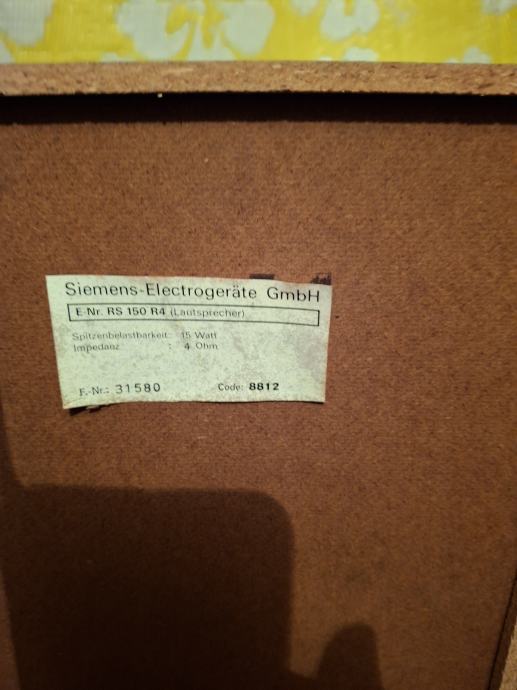 Siemens-Electrogeräte GmbH
E-Nr. RS 150 R4 (Lautsprecher)
Spitzenbelastbarkeit: 15 Watt
Impedanz : 4 Ohm
F.-Nr.: 31580 Code: 8812